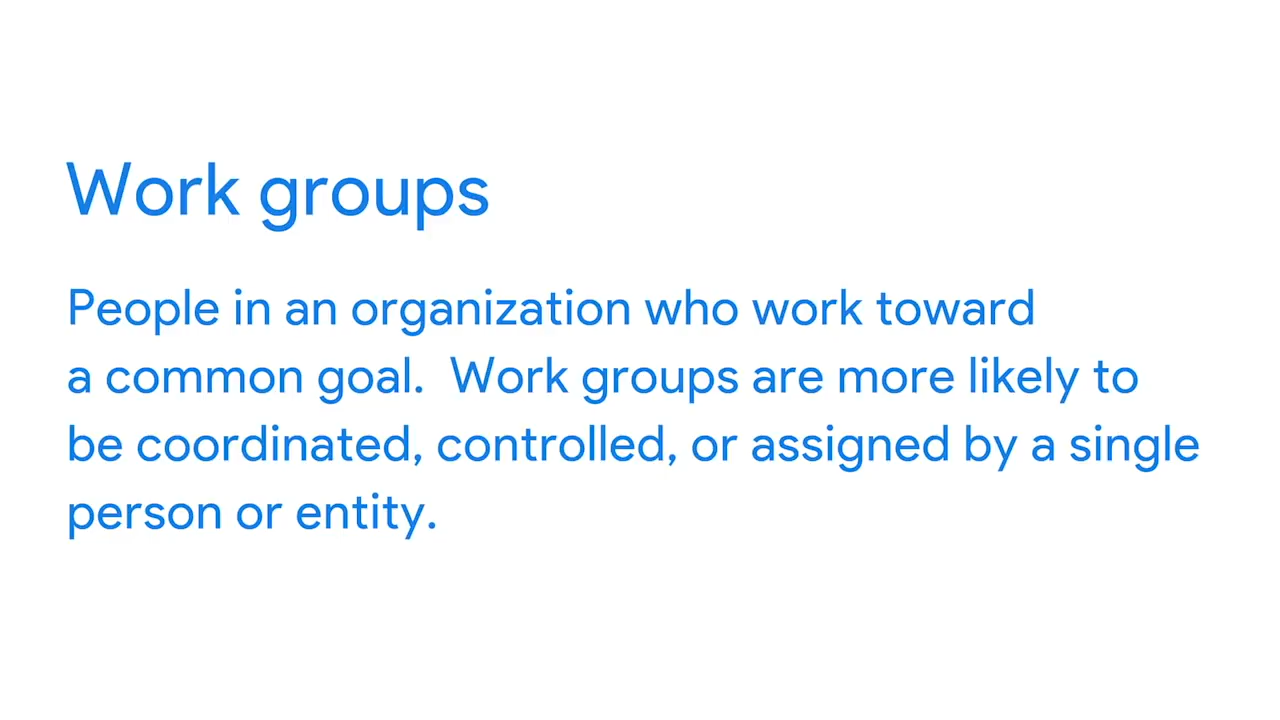 Work groups
People in an organization who work toward
a common goal.  Work groups are more likely to
be coordinated, controlled, or assigned by a single
person or entity.